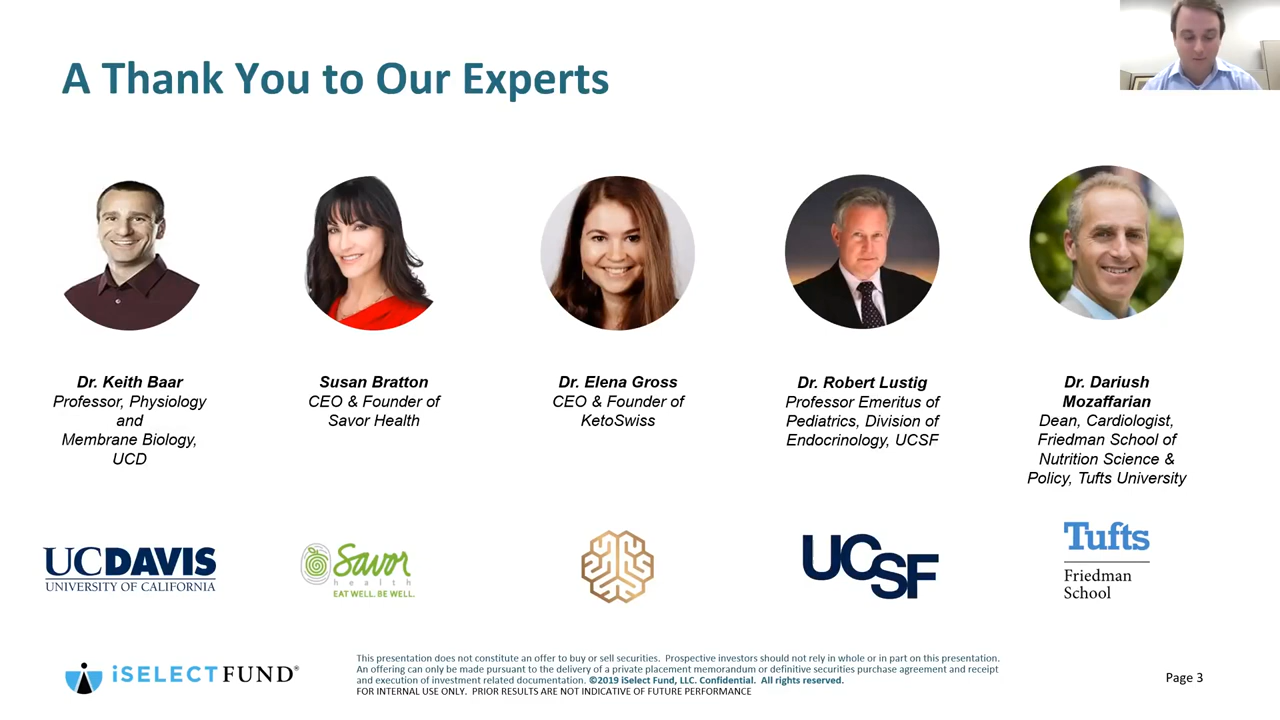 A Thank You to Our Experts
Dr. Keith Baar
Professor, Physiology
and
Membrane Biology,
UCD
Susan Bratton
CEO & Founder of
Savor Health
Dr. Elena Gross
CEO & Founder of
KetoSwiss
Dr. Robert Lustig
Professor Emeritus of
Pediatrics, Division of
Endocrinology, UCSF
Dr. Dariush
Mozaffarian
Dean, Cardiologist,
Friedman School of
Nutrition Science &
Policy, Tufts University
UCDAVIS
UNIVERSITY OF CALIFORNIA
Savor
health
EAT WELL. BE WELL.
UCSF
Tufts
Friedman
School
iSELECTFUND®
This presentation does not constitute an offer to buy or sell securities. Prospective investors should not rely in whole or in part on this presentation.
An offering can only be made pursuant to the delivery of a private placement memorandum or definitive securities purchase agreement and receipt
and execution of investment related documentation. ©2019 iSelect Fund, LLC. Confidential. All rights reserved.
FOR INTERNAL USE ONLY. PRIOR RESULTS ARE NOT INDICATIVE OF FUTURE PERFORMANCE
Page 3